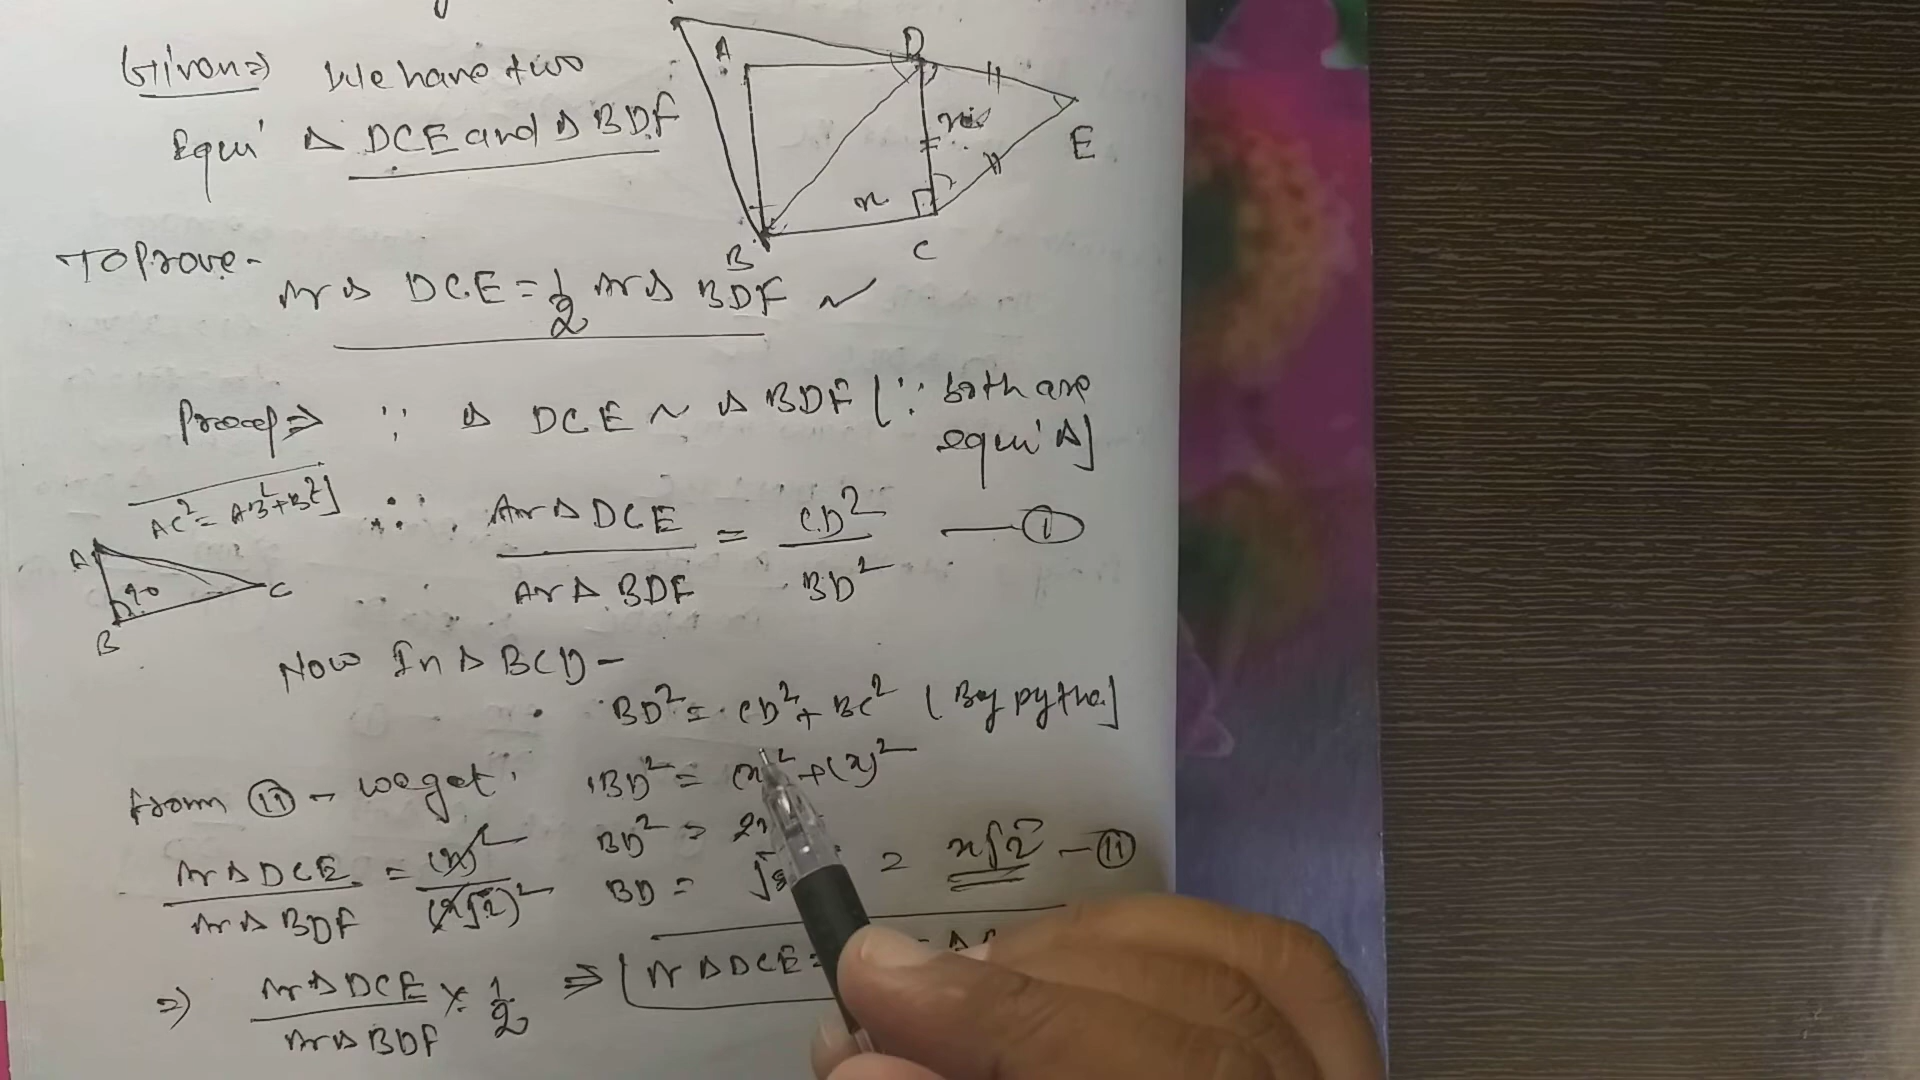 Given⇒ We have two
Equi' Δ DCE and Δ BDF
A
D
E
x
B
C
To Prove-
Ar Δ DCE = 1/2 Ar Δ BDF
Proof⇒ ∵ Δ DCE ~ Δ BDF [∵ both are
equi' Δ]
AC² = AB² + BC²]
∴ Ar Δ DCE / Ar Δ BDF = CD² / BD² — ①
A
90
B
C
Now In Δ BCD -
BD² = CD² + BC² [By pytha.]
From ⑪ - we get. BD² = (x)² + (x)²
BD² = 2x
Ar Δ DCE / Ar Δ BDF = (x)² / (x√2)²
BD = √ = x√2 - ⑪
⇒ Ar Δ DCE / Ar Δ BDF × 1/2 ⇒ [Ar Δ DCE =